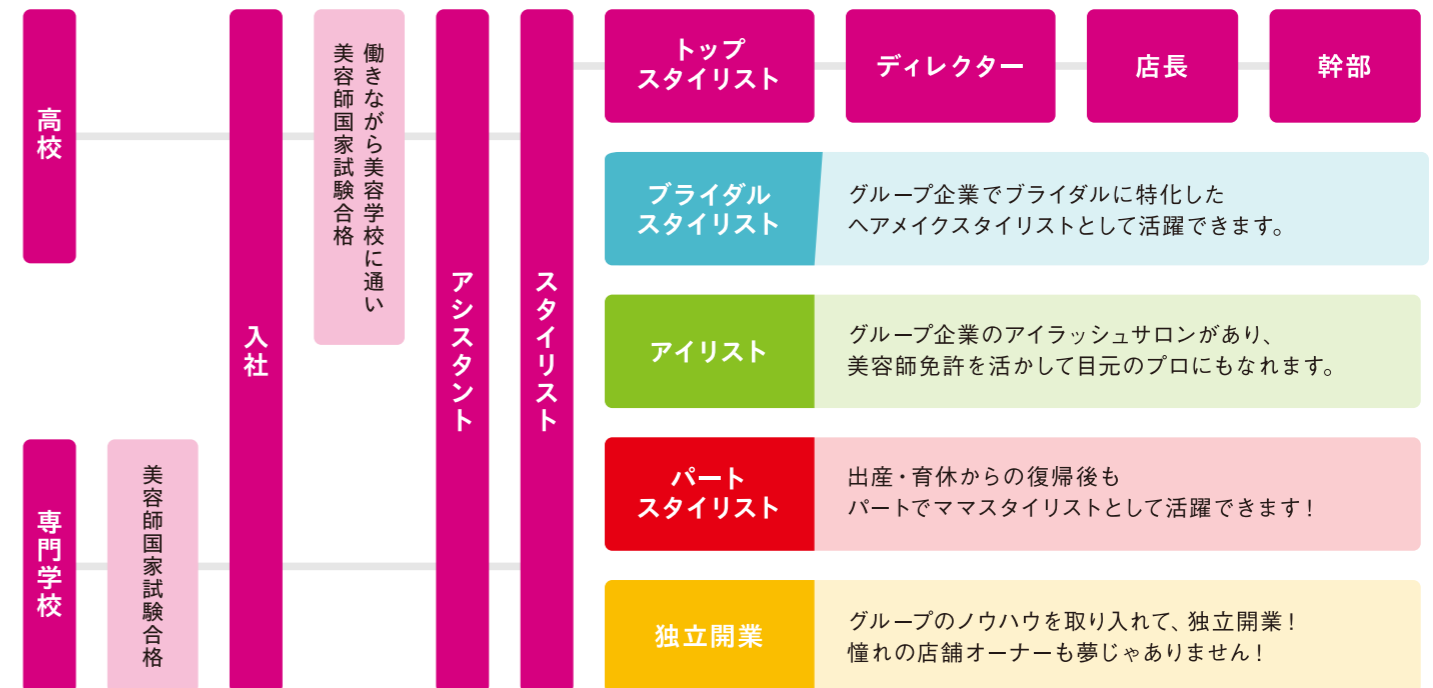 高校
専門学校
美容師国家試験合格
入社
働きながら美容学校に通い
美容師国家試験合格
アシスタント
スタイリスト
トップ
スタイリスト
ディレクター
店長
幹部
ブライダル
スタイリスト
グループ企業でブライダルに特化した
ヘアメイクスタイリストとして活躍できます。
アイリスト
グループ企業のアイラッシュサロンがあり、
美容師免許を活かして目元のプロにもなれます。
パート
スタイリスト
出産・育休からの復帰後も
パートでママスタイリストとして活躍できます!
独立開業
グループのノウハウを取り入れて、独立開業!
憧れの店舗オーナーも夢じゃありません!